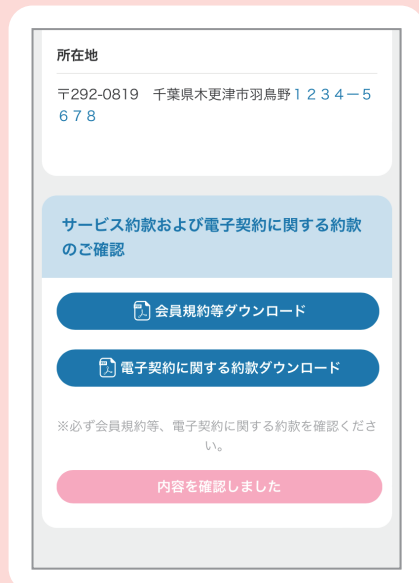 所在地
〒292-0819　千葉県木更津市羽鳥野１２３４ー５
６７８
サービス約款および電子契約に関する約款
のご確認
会員規約等ダウンロード
電子契約に関する約款ダウンロード
※必ず会員規約等、電子契約に関する約款を確認くださ
い。
内容を確認しました